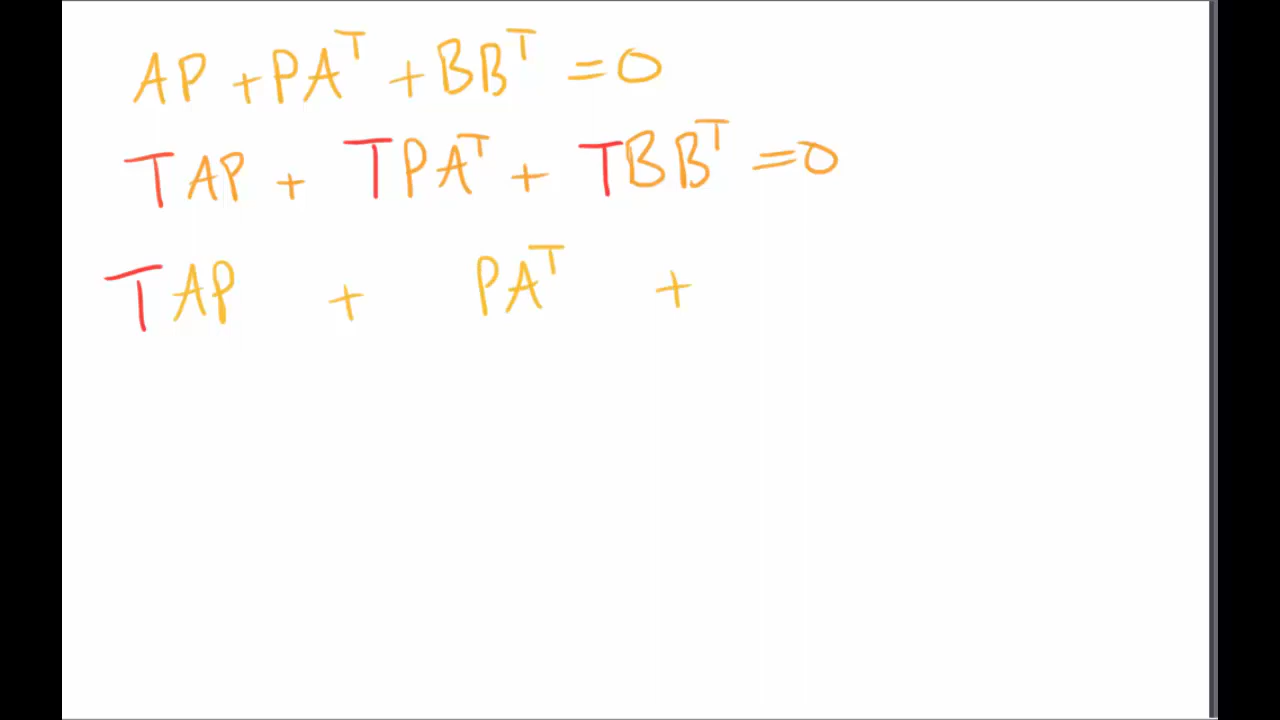 AP + PAᵀ + BBᵀ = 0
TAP + TPAᵀ + TBBᵀ = 0
TAP + PAᵀ +